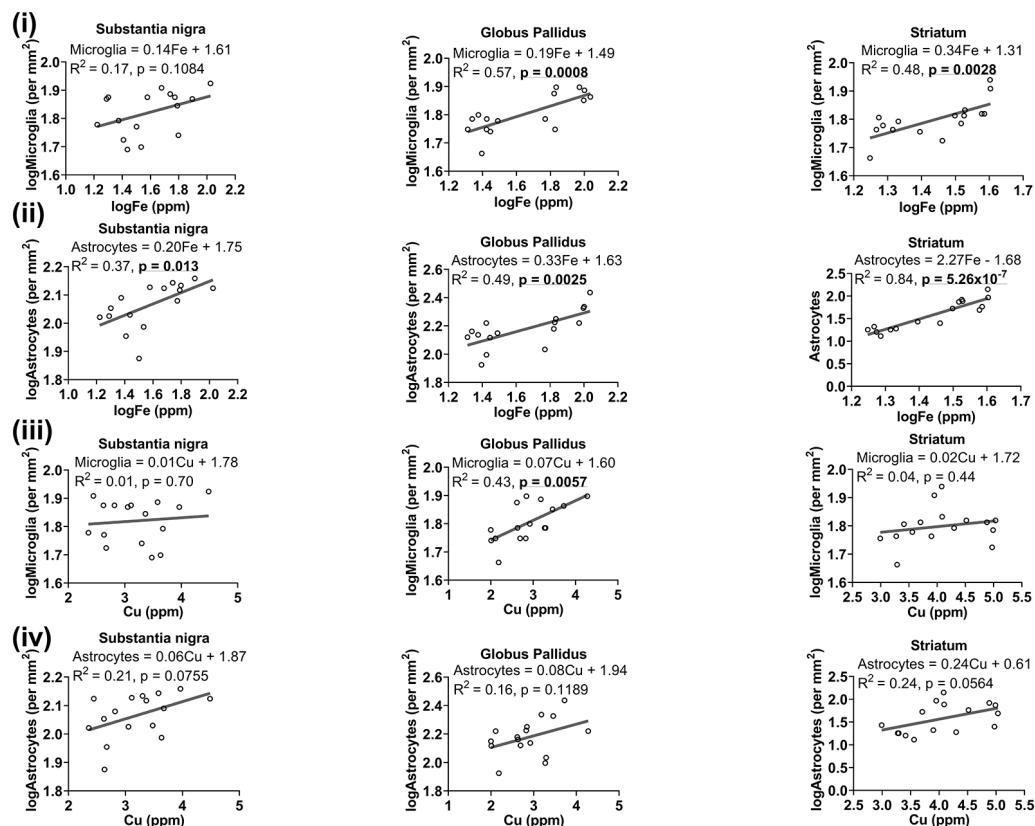 (i)
Substantia nigra
Microglia = 0.14Fe + 1.61
R² = 0.17, p = 0.1084
logMicroglia (per mm²)
2.0
1.9
1.8
1.7
1.6
1.0 1.2 1.4 1.6 1.8 2.0 2.2
logFe (ppm)
Globus Pallidus
Microglia = 0.19Fe + 1.49
R² = 0.57, p = 0.0008
logMicroglia (per mm²)
2.0
1.9
1.8
1.7
1.6
1.2 1.4 1.6 1.8 2.0 2.2
logFe (ppm)
Striatum
Microglia = 0.34Fe + 1.31
R² = 0.48, p = 0.0028
logMicroglia (per mm²)
2.0
1.9
1.8
1.7
1.6
1.2 1.3 1.4 1.5 1.6 1.7
logFe (ppm)
(ii)
Substantia nigra
Astrocytes = 0.20Fe + 1.75
R² = 0.37, p = 0.013
logAstrocytes (per mm²)
2.2
2.1
2.0
1.9
1.8
1.0 1.2 1.4 1.6 1.8 2.0 2.2
logFe (ppm)
Globus Pallidus
Astrocytes = 0.33Fe + 1.63
R² = 0.49, p = 0.0025
logAstrocytes (per mm²)
2.6
2.4
2.2
2.0
1.8
1.2 1.4 1.6 1.8 2.0 2.2
logFe (ppm)
Striatum
Astrocytes = 2.27Fe - 1.68
R² = 0.84, p = 5.26x10⁻⁷
Astrocytes
2.5
2.0
1.5
1.0
0.5
0.0
1.2 1.3 1.4 1.5 1.6 1.7
logFe (ppm)
(iii)
Substantia nigra
Microglia = 0.01Cu + 1.78
R² = 0.01, p = 0.70
logMicroglia (per mm²)
2.0
1.9
1.8
1.7
1.6
2 3 4 5
Cu (ppm)
Globus Pallidus
Microglia = 0.07Cu + 1.60
R² = 0.43, p = 0.0057
logMicroglia (per mm²)
2.0
1.9
1.8
1.7
1.6
1 2 3 4 5
Cu (ppm)
Striatum
Microglia = 0.02Cu + 1.72
R² = 0.04, p = 0.44
logMicroglia (per mm²)
2.0
1.9
1.8
1.7
1.6
2.5 3.0 3.5 4.0 4.5 5.0 5.5
Cu (ppm)
(iv)
Substantia nigra
Astrocytes = 0.06Cu + 1.87
R² = 0.21, p = 0.0755
logAstrocytes (per mm²)
2.2
2.1
2.0
1.9
1.8
2 3 4 5
Cu (ppm)
Globus Pallidus
Astrocytes = 0.08Cu + 1.94
R² = 0.16, p = 0.1189
logAstrocytes (per mm²)
2.6
2.4
2.2
2.0
1.8
1 2 3 4 5
Cu (ppm)
Striatum
Astrocytes = 0.24Cu + 0.61
R² = 0.24, p = 0.0564
logAstrocytes (per mm²)
2.5
2.0
1.5
1.0
0.5
0.0
2.5 3.0 3.5 4.0 4.5 5.0 5.5
Cu (ppm)